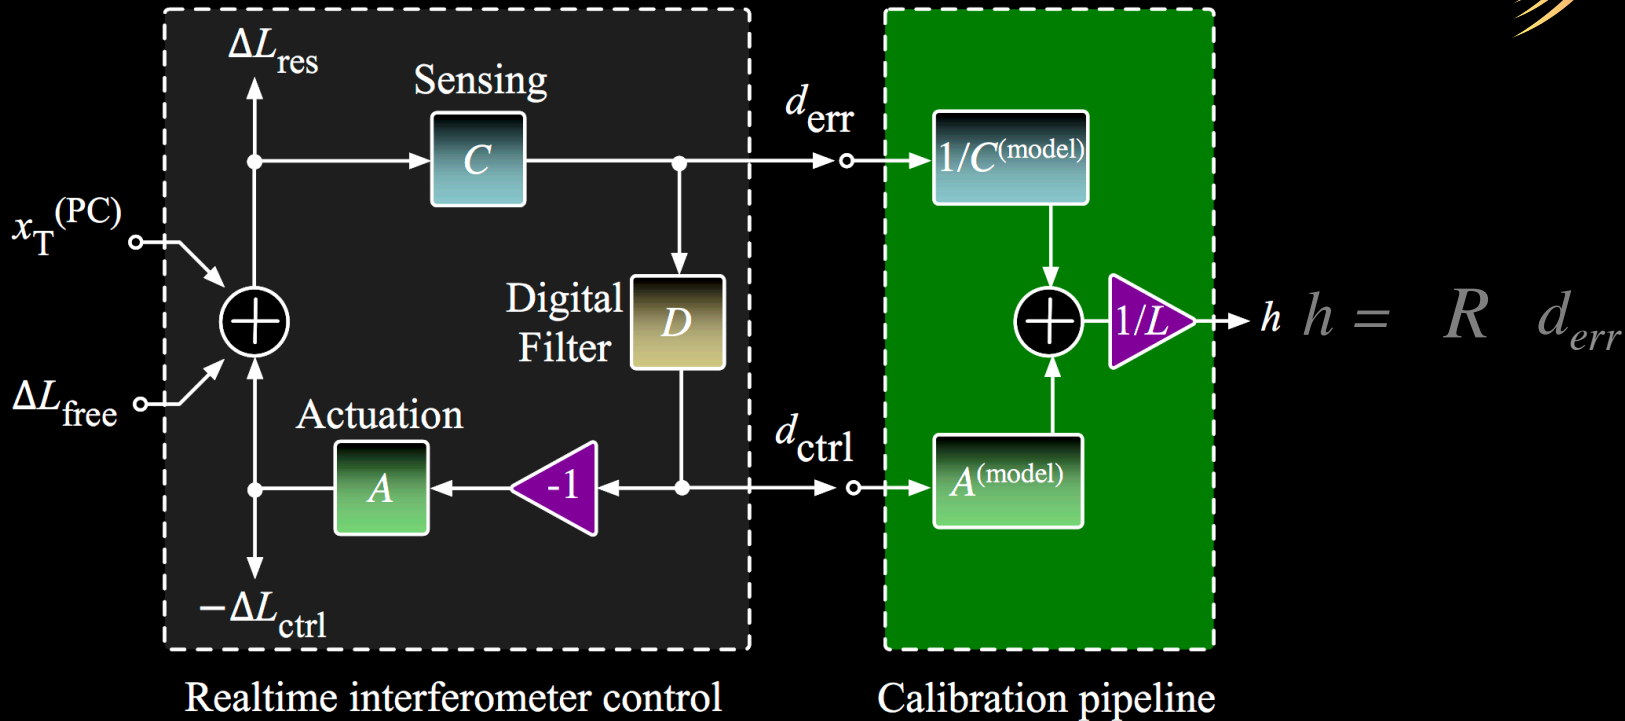 ΔL_res
Sensing
C
d_err
1/C^(model)
x_T^(PC)
Digital
Filter
D
1/L
h
h = R d_err
ΔL_free
Actuation
A
-1
d_ctrl
A^(model)
−ΔL_ctrl
Realtime interferometer control
Calibration pipeline